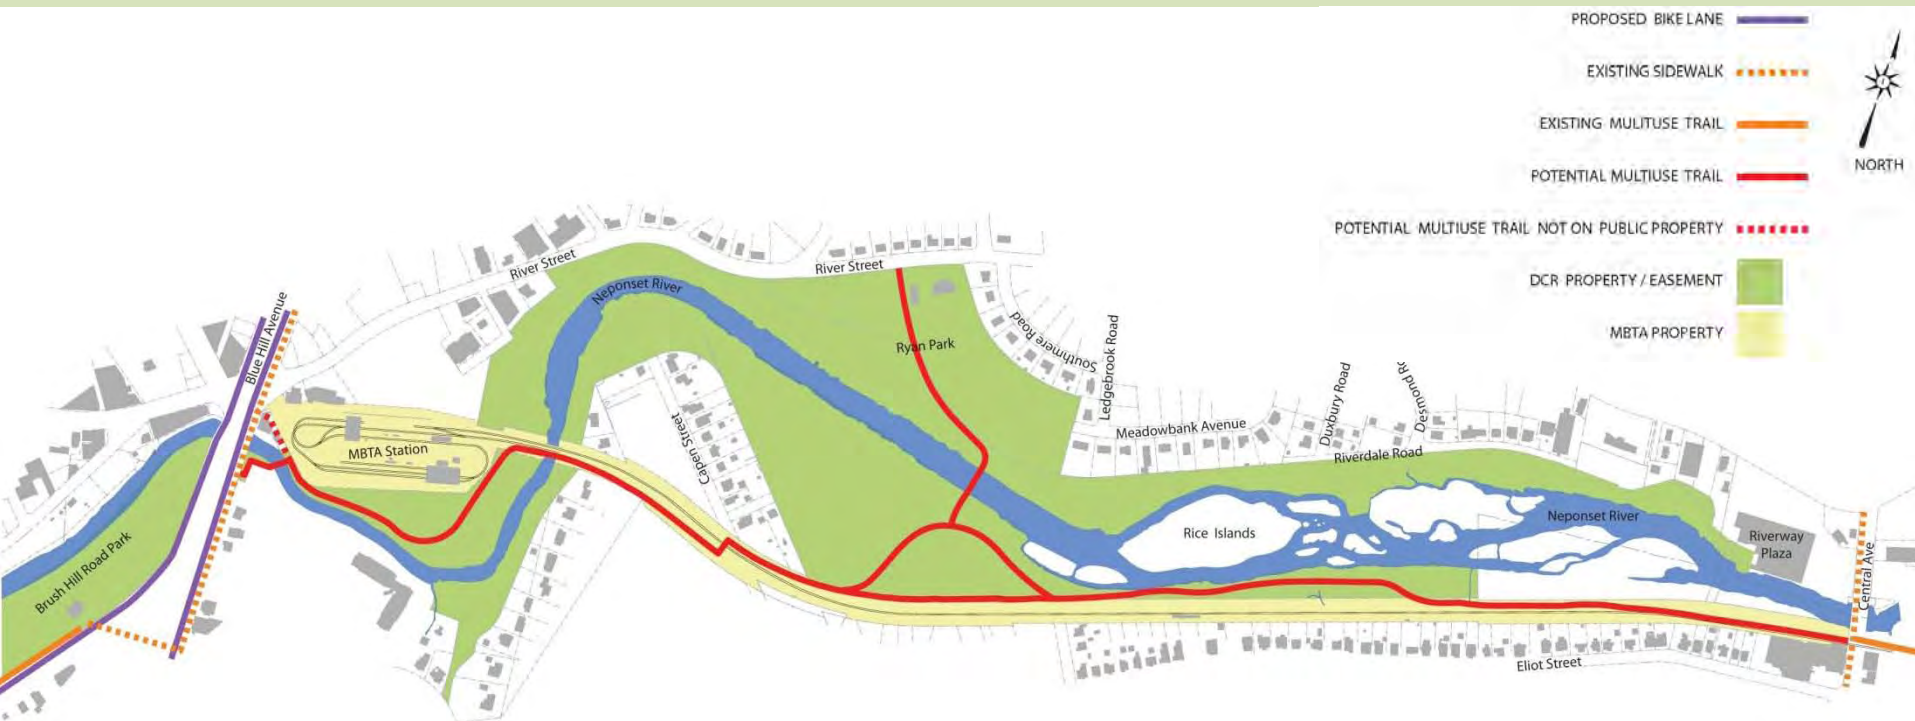 PROPOSED BIKE LANE
EXISTING SIDEWALK
EXISTING MULITUSE TRAIL
POTENTIAL MULTIUSE TRAIL
POTENTIAL MULTIUSE TRAIL NOT ON PUBLIC PROPERTY
DCR PROPERTY / EASEMENT
MBTA PROPERTY
NORTH
River Street
River Street
Neponset River
Blue Hill Avenue
Ryan Park
Southmere Road
Ledgebrook Road
Duxbury Road
Desmond Rd
Meadowbank Avenue
Riverdale Road
MBTA Station
Capen Street
Rice Islands
Neponset River
Riverway
Plaza
Central Ave
Brush Hill Road Park
Eliot Street